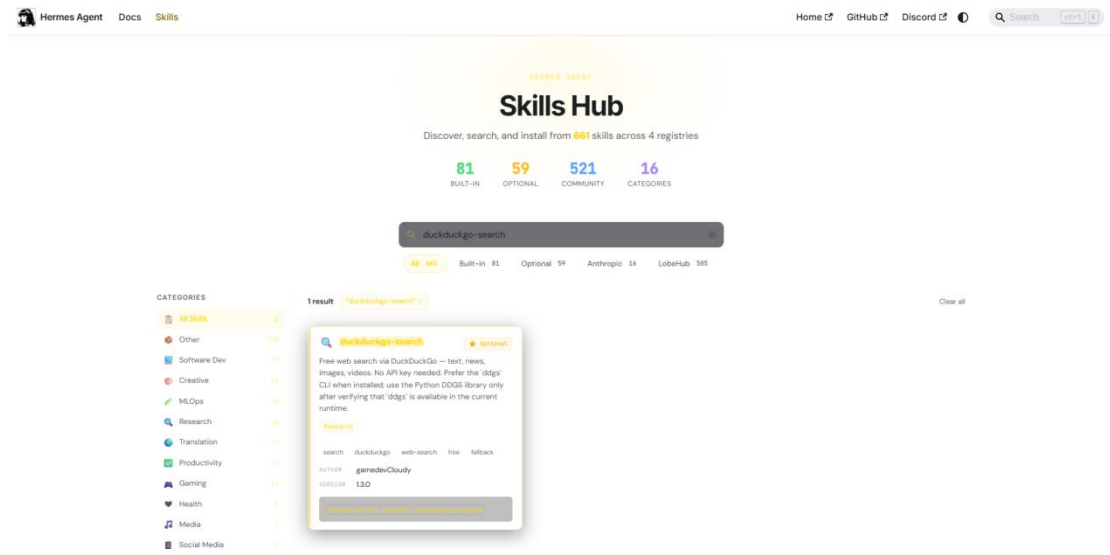 Hermes Agent Docs Skills Home GitHub Discord Search ctrl K
HERMES AGENT
Skills Hub
Discover, search, and install from 661 skills across 4 registries
81 59 521 16
BUILT-IN OPTIONAL COMMUNITY CATEGORIES
duckduckgo-search
All 661 Built-in 81 Optional 59 Anthropic 16 LobeHub 505
CATEGORIES
1 result "duckduckgo-search" × Clear all
All Skills
Other
Software Dev
Creative
MLOps
Research
Translation
Productivity
Gaming
Health
Media
Social Media
duckduckgo-search Optional
Free web search via DuckDuckGo — text, news,
images, videos. No API key needed. Prefer the `ddgs`
CLI when installed; use the Python DDGS library only
after verifying that `ddgs` is available in the current
runtime.
Research
search duckduckgo web-search free fallback
AUTHOR gamedevCloudy
VERSION 1.3.0